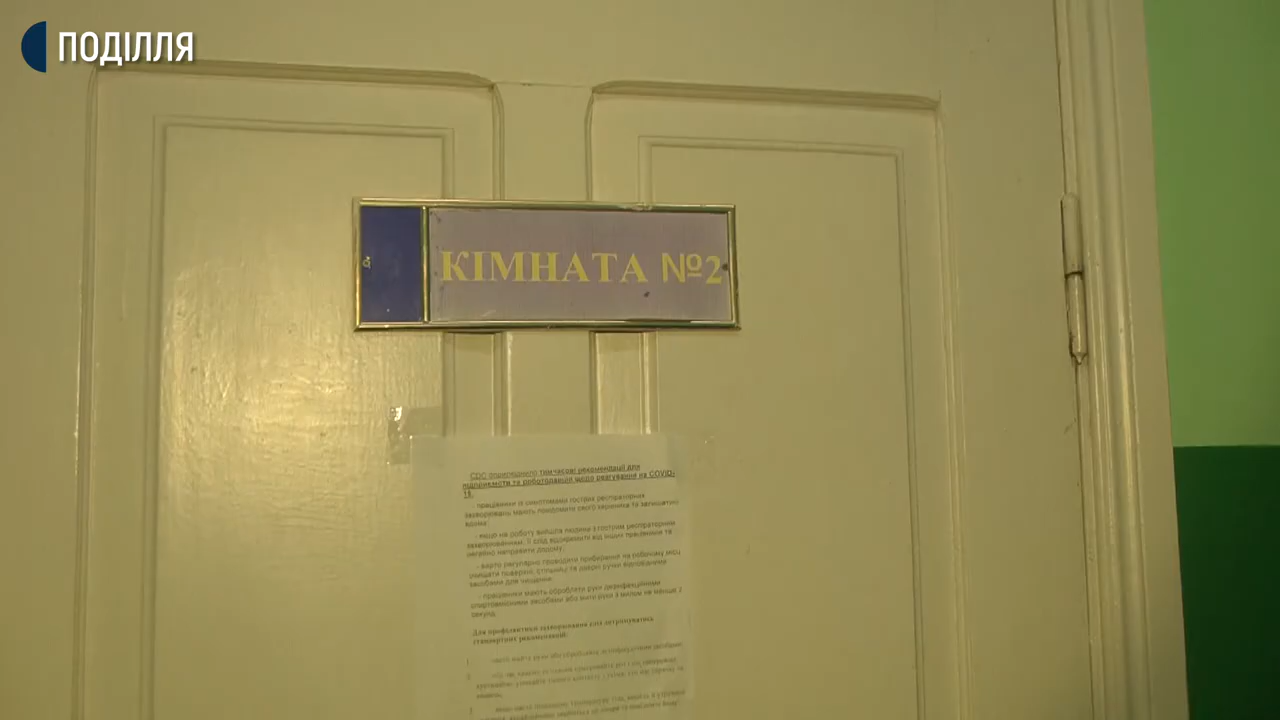 ПОДІЛЛЯ
КІМНАТА №2
CDC оприлюднило тимчасові рекомендації для
підприємств та роботодавців щодо реагування на COVID-
19.
- працівники із симптомами гострих респіраторних
захворювань мають повідомити свого керівника та залишитися
вдома;
- якщо на роботу вийшла людина з гострим респіраторним
захворюванням, її слід відокремити від інших працівників та
негайно направити додому;
- варто регулярно проводити прибирання на робочому місці
очищати поверхні, стільниці та дверні ручки відповідними
засобами для чищення;
- працівники мають обробляти руки дезинфекційними
спиртовмісними засобами або мити руки з милом не менше 2
секунд.
Для профілактики захворювання слід дотримуватись
стандартних рекомендацій: